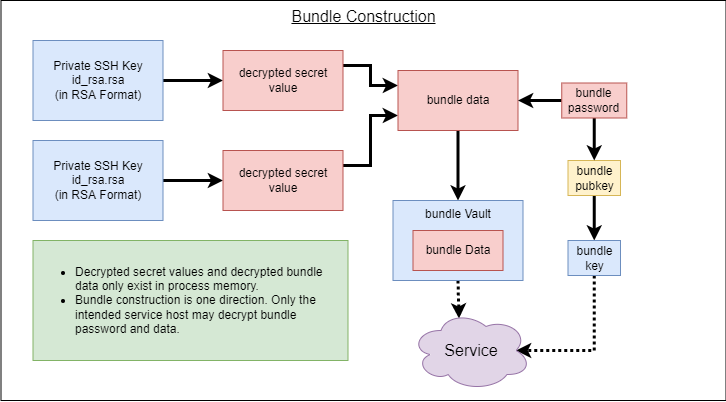 Bundle Construction
Private SSH Key
id_rsa.rsa
(in RSA Format)
decrypted secret
value
bundle data
bundle
password
Private SSH Key
id_rsa.rsa
(in RSA Format)
decrypted secret
value
bundle
pubkey
bundle Vault
bundle Data
bundle
key
• Decrypted secret values and decrypted bundle
data only exist in process memory.
• Bundle construction is one direction. Only the
intended service host may decrypt bundle
password and data.
Service